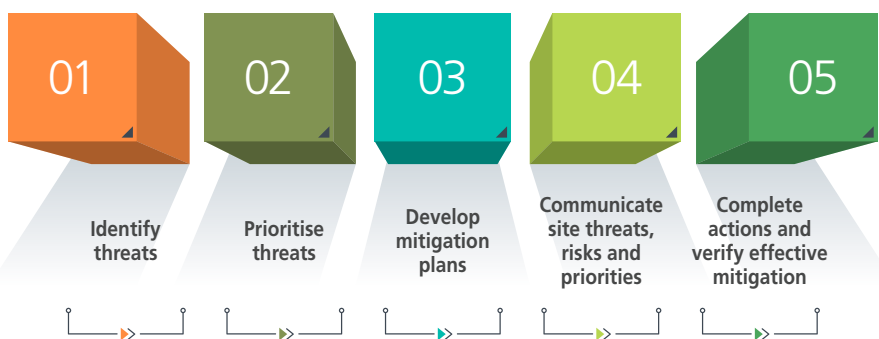 01
02
03
04
05
Identify
threats
Prioritise
threats
Develop
mitigation
plans
Communicate
site threats,
risks and
priorities
Complete
actions and
verify effective
mitigation